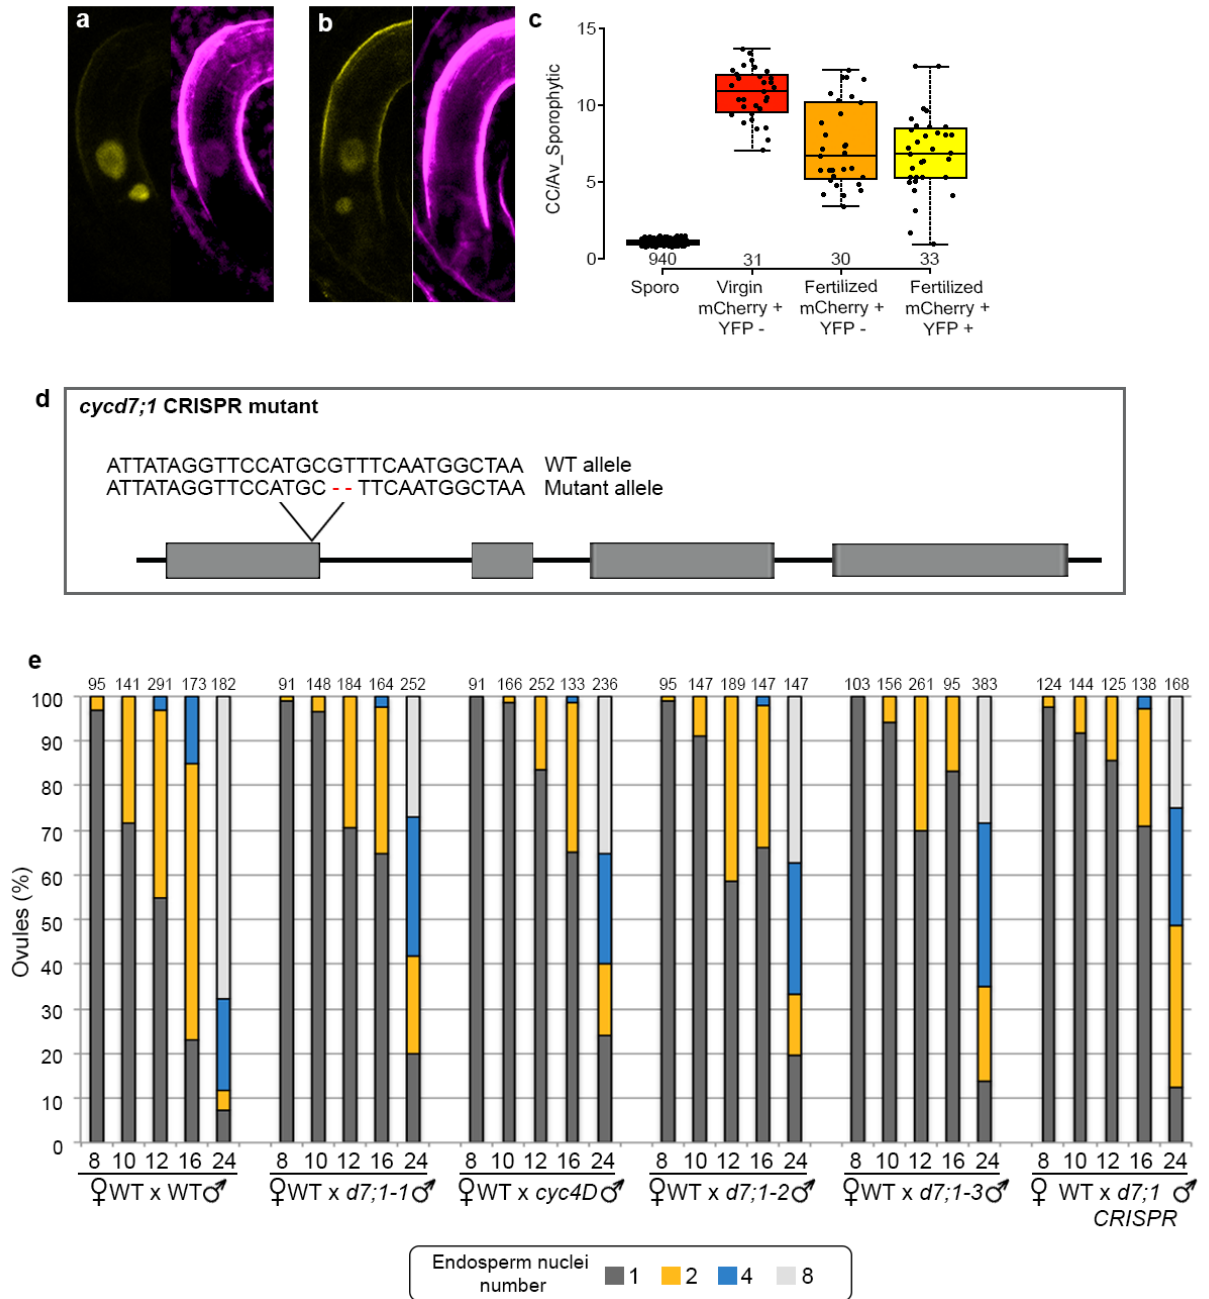 a
b
c
15
10
5
0
CC/Av_Sporophytic
940 31 30 33
Sporo Virgin Fertilized Fertilized
mCherry + mCherry + mCherry +
YFP - YFP - YFP +
d
cycd7;1 CRISPR mutant
ATTATAGGTTCCATGCGTTTCAATGGCTAA WT allele
ATTATAGGTTCCATGC - - TTCAATGGCTAA Mutant allele
e
95 141 291 173 182 91 148 184 164 252 91 166 252 133 236 95 147 189 147 147 103 156 261 95 383 124 144 125 138 168
100
90
80
70
60
50
40
30
20
10
0
Ovules (%)
8 10 12 16 24 8 10 12 16 24 8 10 12 16 24 8 10 12 16 24 8 10 12 16 24 8 10 12 16 24
♀WT x WT♂ ♀WT x d7;1-1♂ ♀WT x cyc4D♂ ♀WT x d7;1-2♂ ♀WT x d7;1-3♂ ♀ WT x d7;1 ♂
CRISPR
Endosperm nuclei
number
1 2 4 8